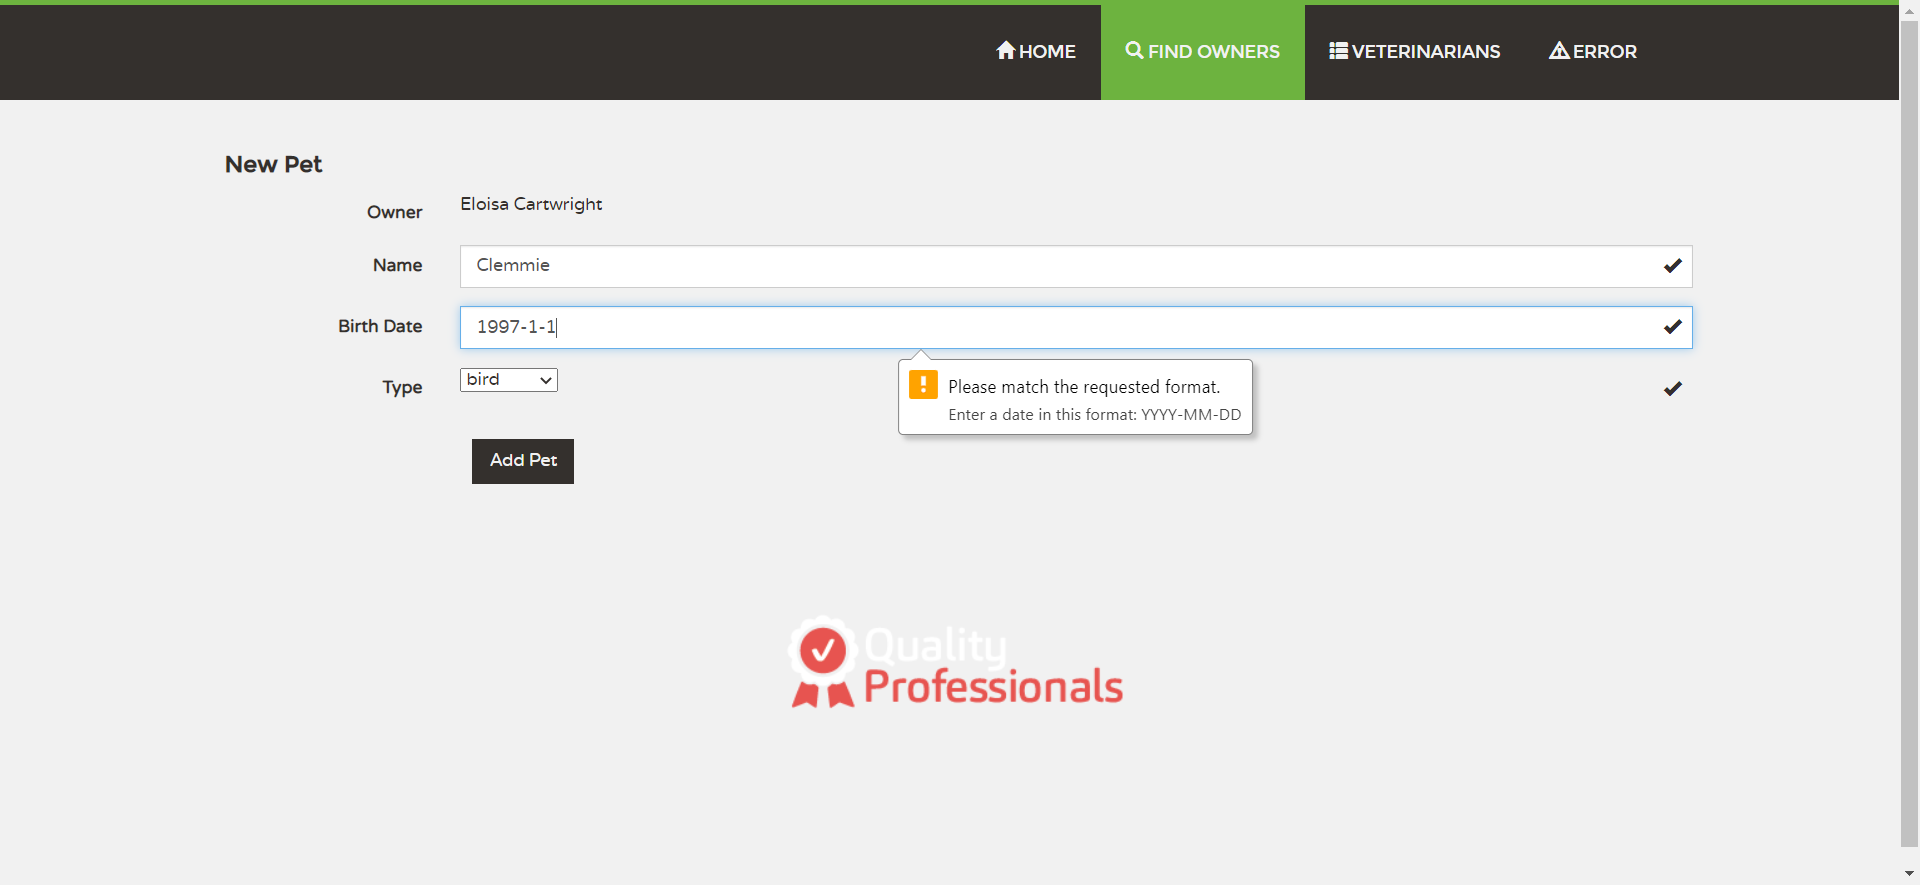 HOME
FIND OWNERS
VETERINARIANS
ERROR
New Pet
Owner
Eloisa Cartwright
Name
Clemmie
Birth Date
1997-1-1
Please match the requested format.
Enter a date in this format: YYYY-MM-DD
Type
bird
Add Pet
Quality
Professionals